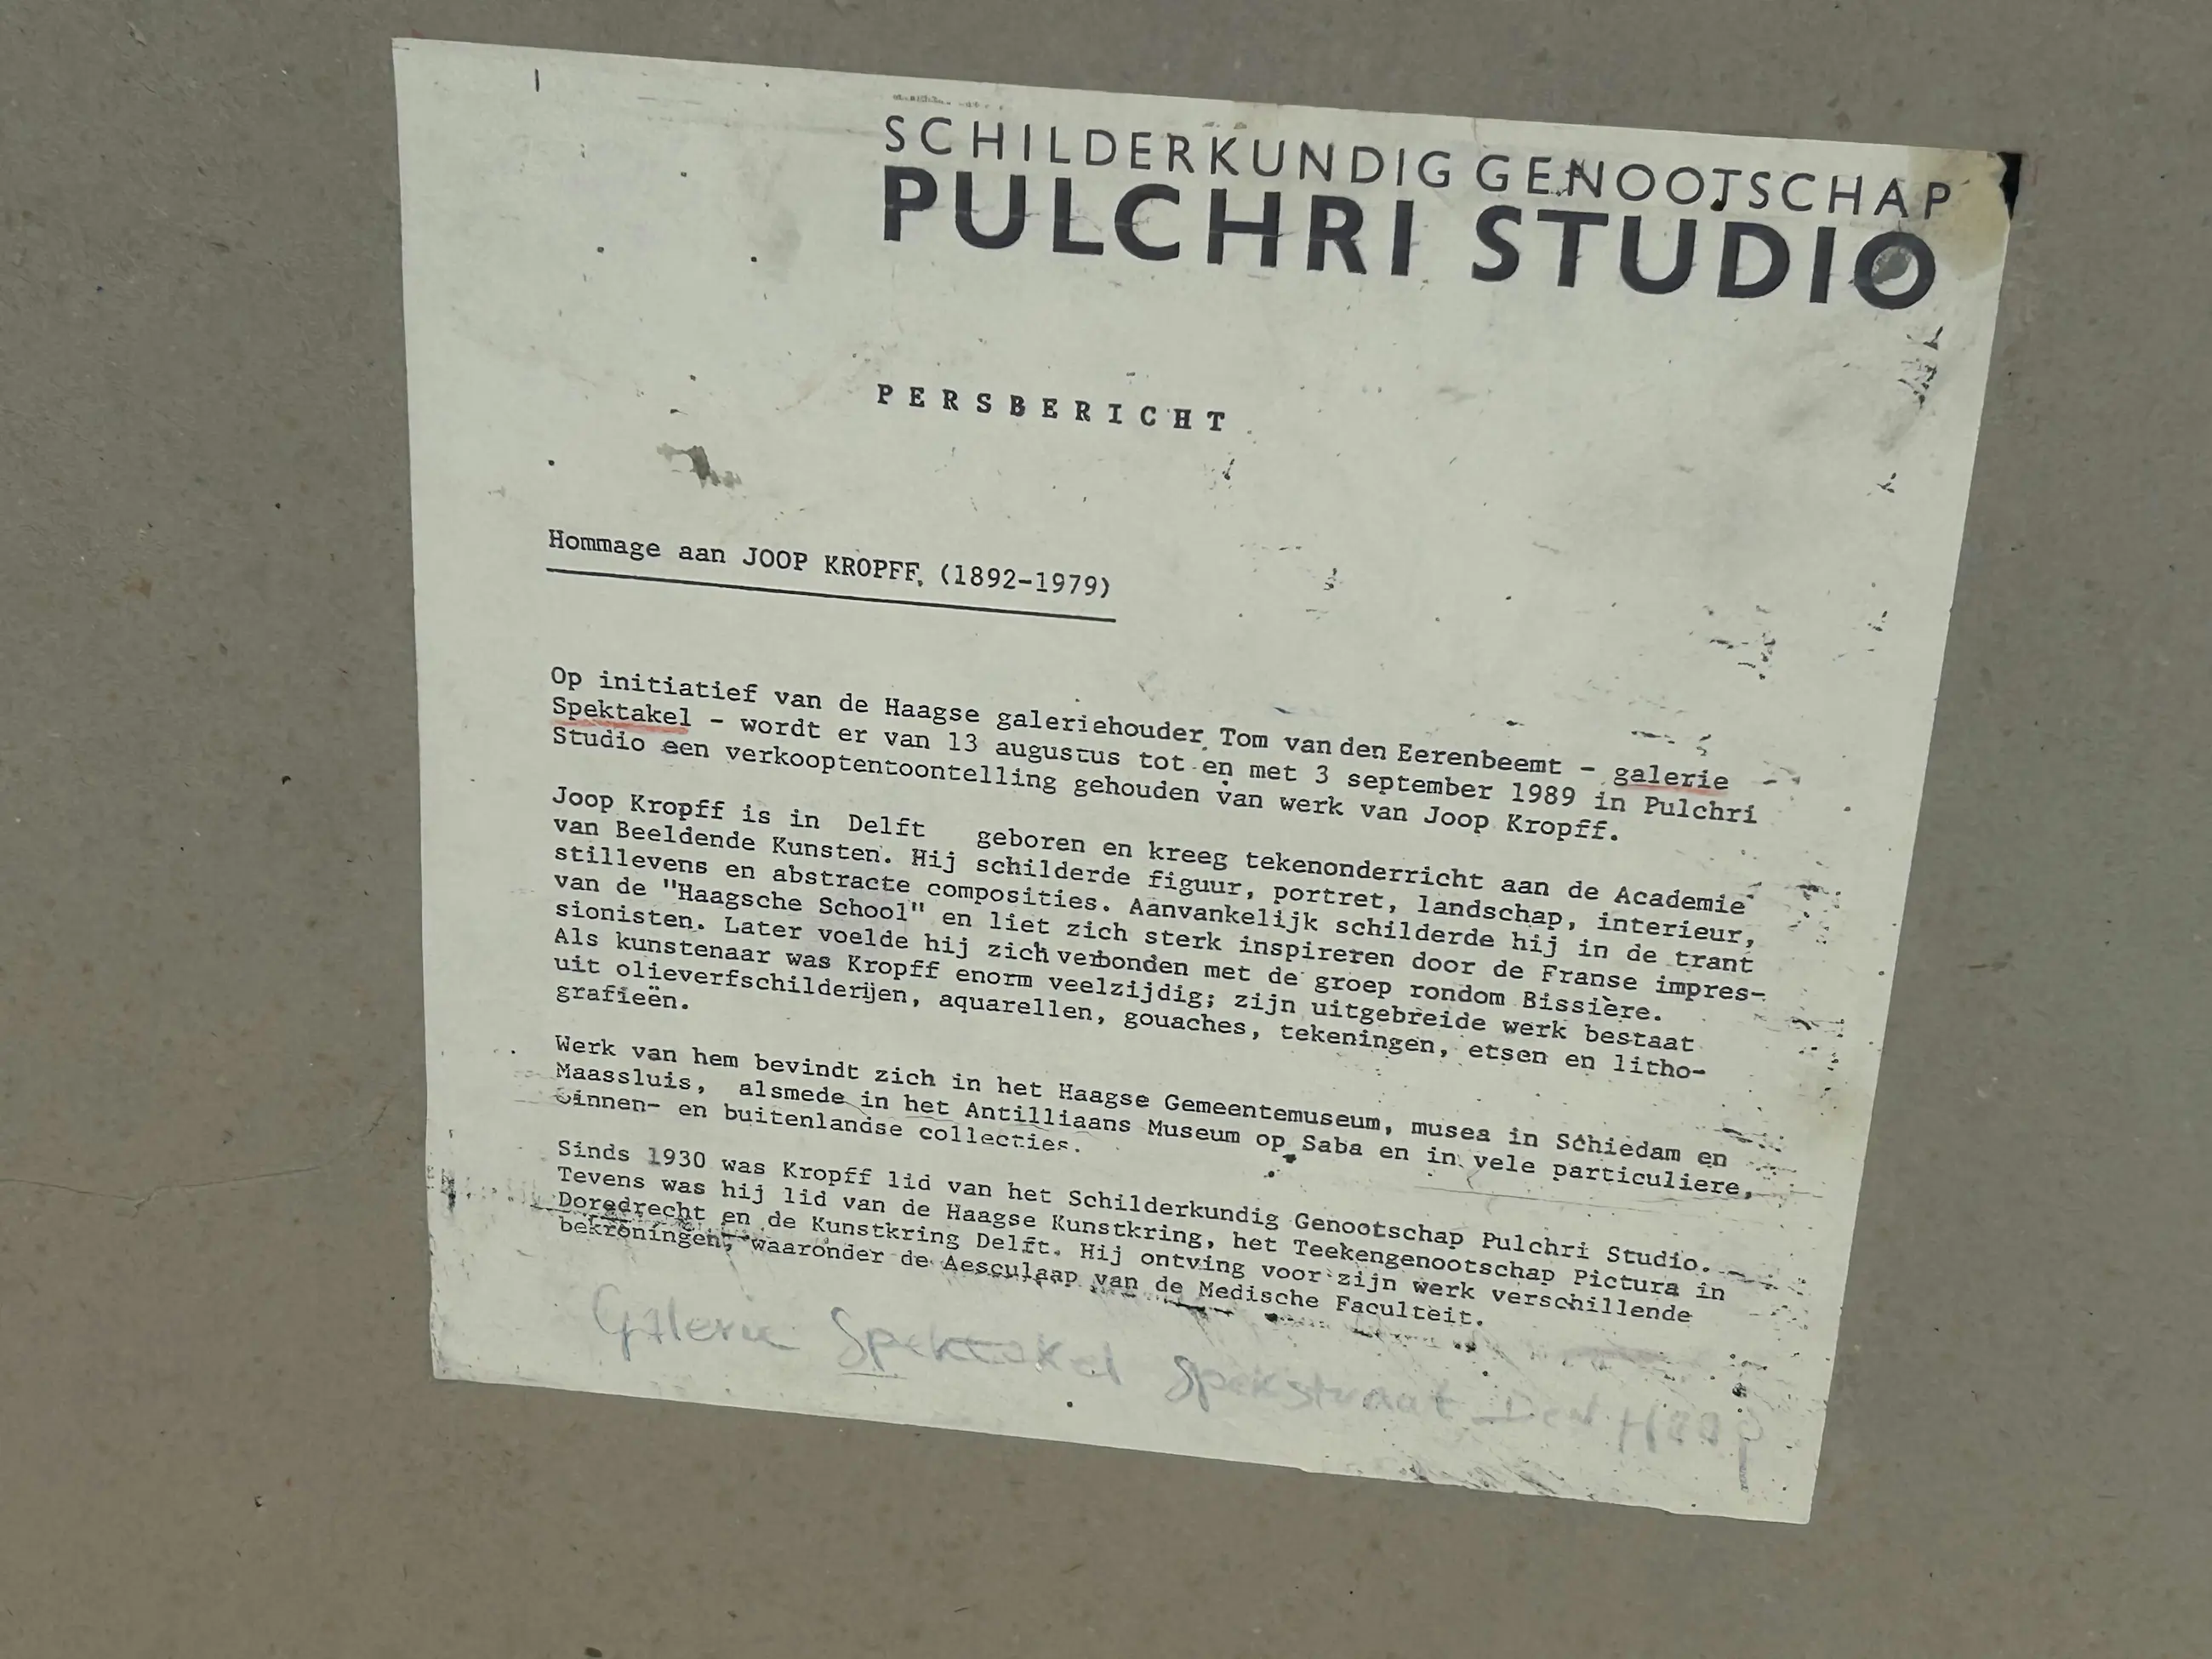 SCHILDERKUNDIG GENOOTSCHAP
PULCHRI STUDIO
PERSBERICHT
Hommage aan JOOP KROPFF, (1892-1979)
Op initiatief van de Haagse galeriehouder Tom van den Eerenbeemt - galerie
Spektakel - wordt er van 13 augustus tot en met 3 september 1989 in Pulchri
Studio een verkooptentoontelling gehouden van werk van Joop Kropff.
Joop Kropff is in Delft geboren en kreeg tekenonderricht aan de Academie
van Beeldende Kunsten. Hij schilderde figuur, portret, landschap, interieur,
stillevens en abstracte composities. Aanvankelijk schilderde hij in de trant
van de "Haagsche School" en liet zich sterk inspireren door de Franse impres-
sionisten. Later voelde hij zich verbonden met de groep rondom Bissière.
Als kunstenaar was Kropff enorm veelzijdig; zijn uitgebreide werk bestaat
uit olieverfschilderijen, aquarellen, gouaches, tekeningen, etsen en litho-
grafieën.
Werk van hem bevindt zich in het Haagse Gemeentemuseum, musea in Schiedam en
Maassluis, alsmede in het Antilliaans Museum op Saba en in vele particuliere,
binnen- en buitenlandse collecties.
Sinds 1930 was Kropff lid van het Schilderkundig Genootschap Pulchri Studio.
Tevens was hij lid van de Haagse Kunstkring, het Teekengenootschap Pictura in
Doredrecht en de Kunstkring Delft. Hij ontving voor zijn werk verschillende
bekroningen, waaronder de Aesculaap van de Medische Faculteit.
Galerie Spektakel Spekstraat Den Haag